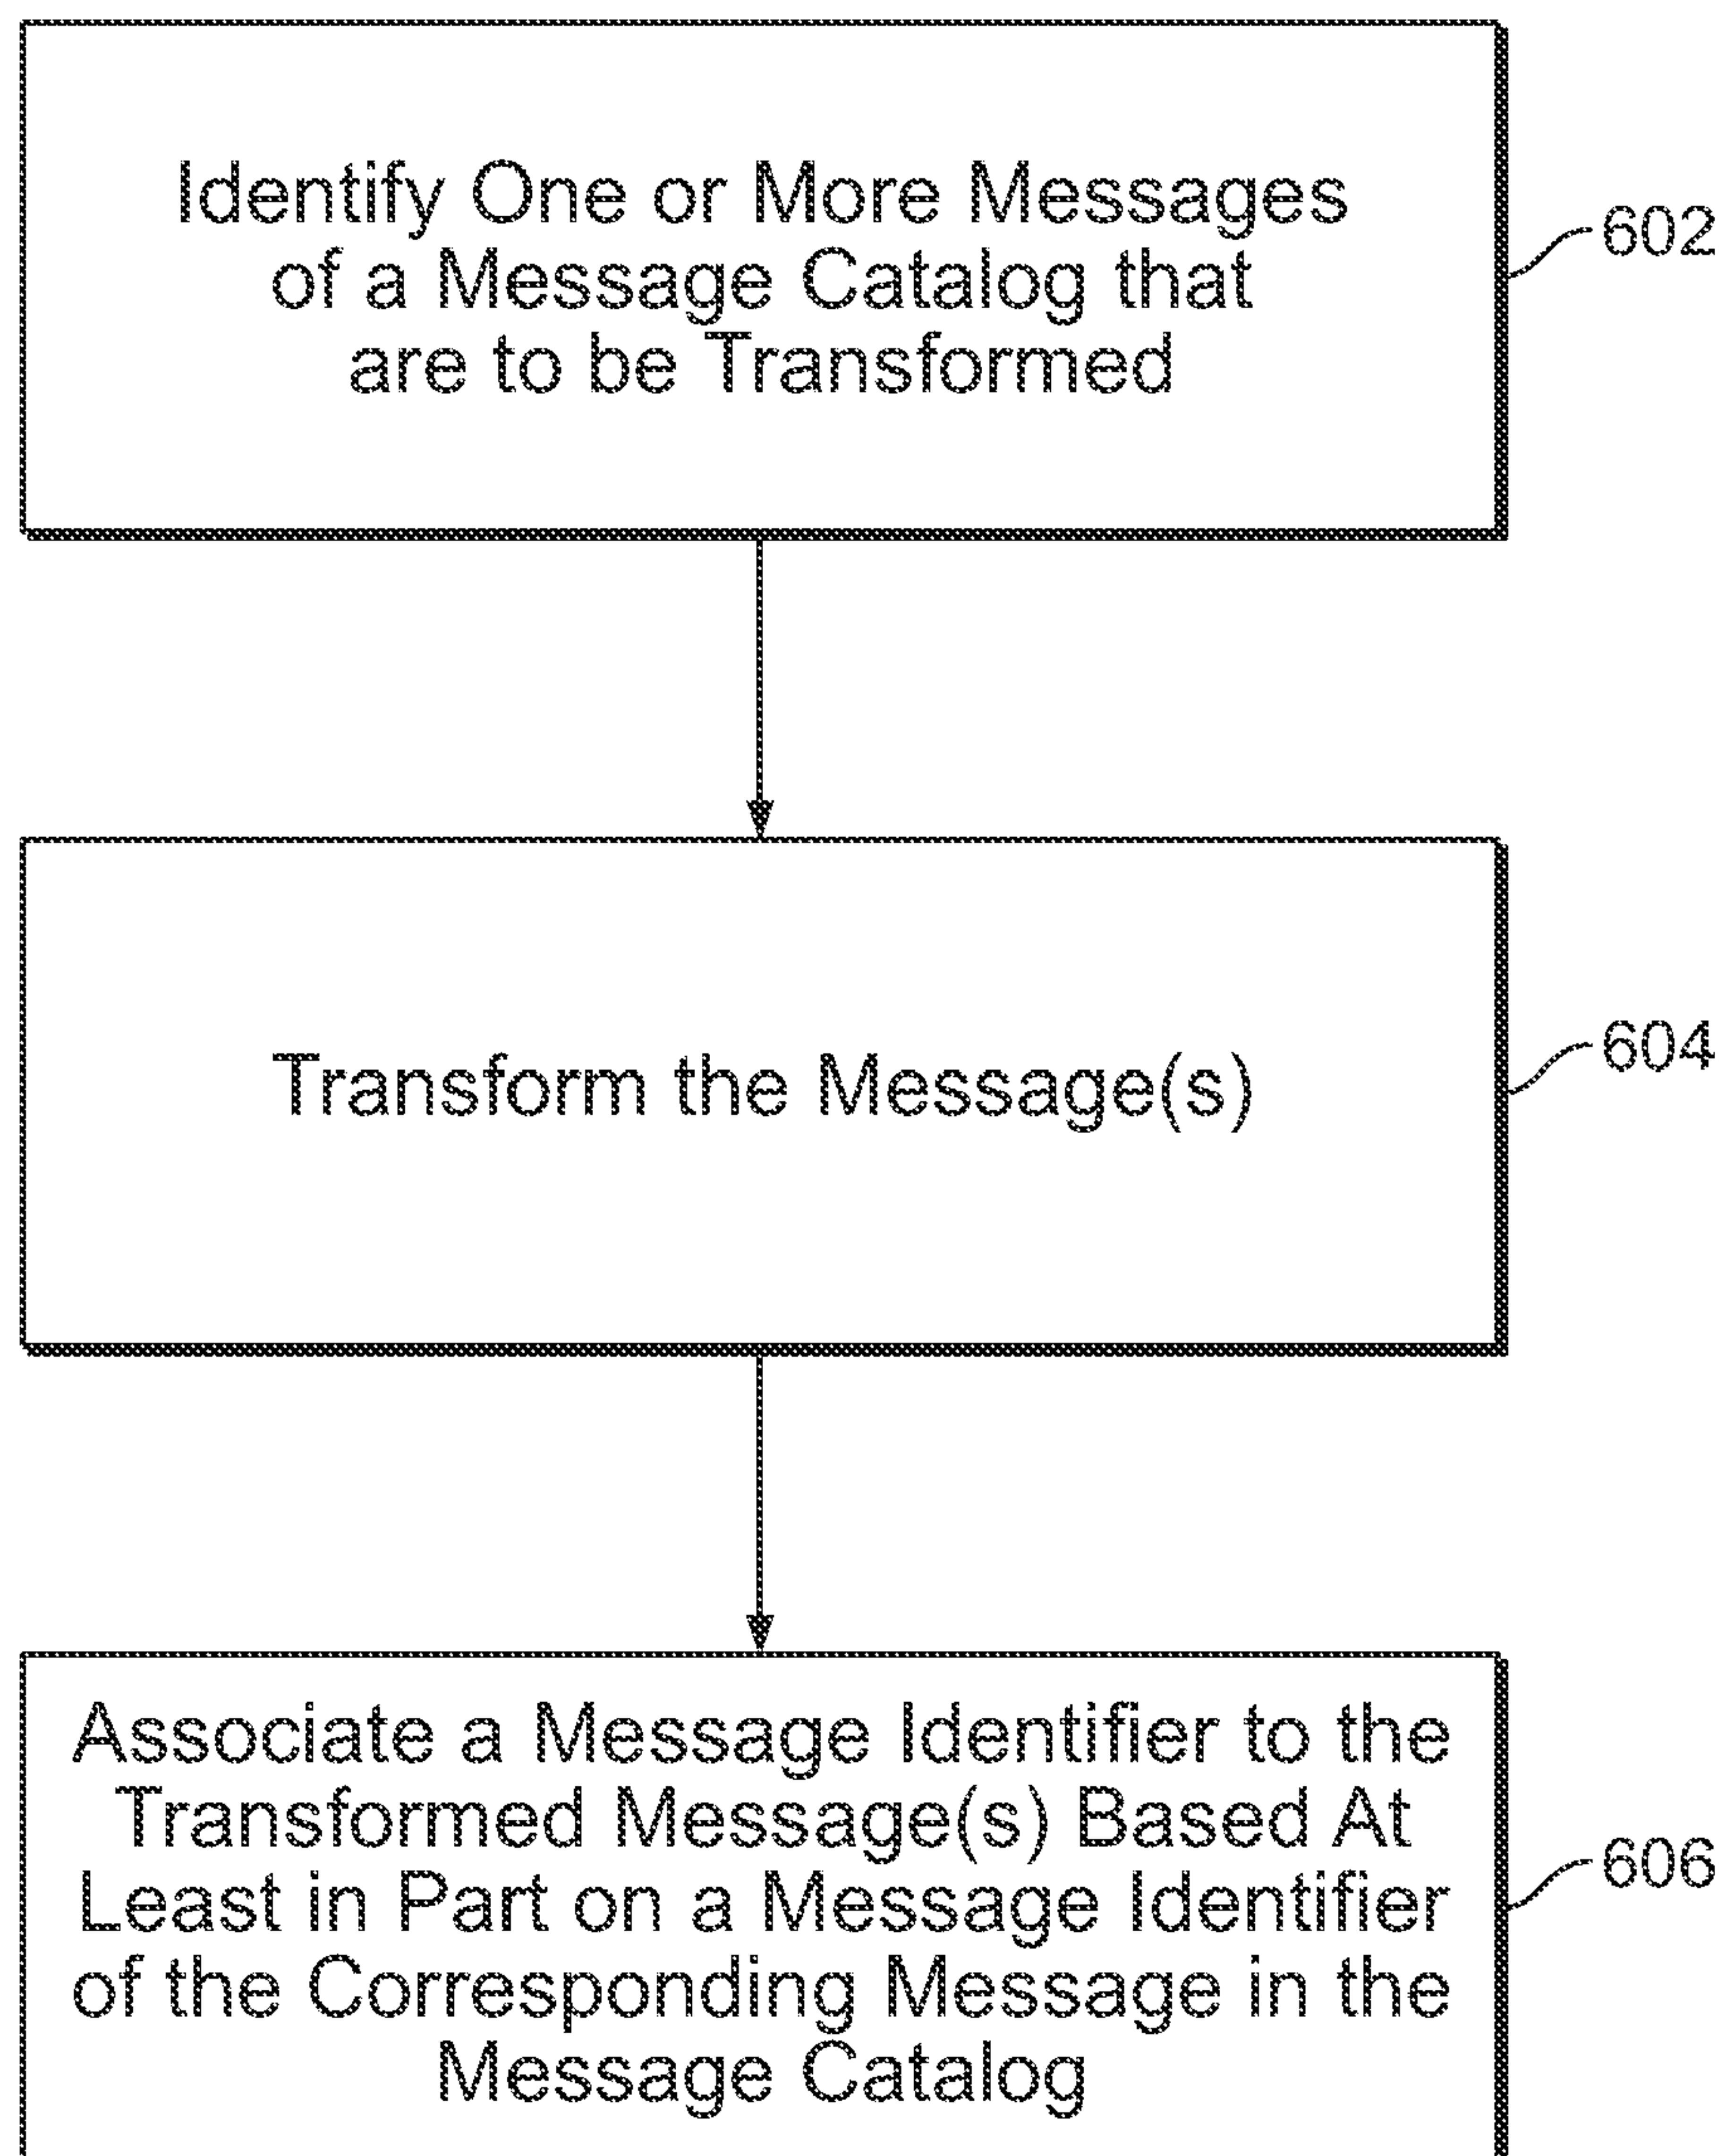 Identify One or More Messages
of a Message Catalog that
are to be Transformed
602
Transform the Message(s)
604
Associate a Message Identifier to the
Transformed Message(s) Based At
Least in Part on a Message Identifier
of the Corresponding Message in the
Message Catalog
606